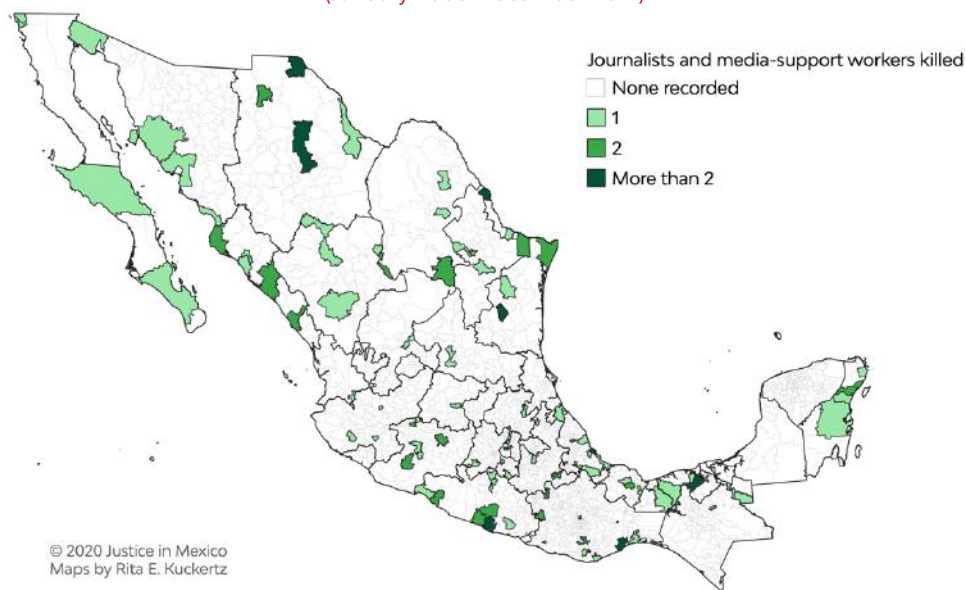 Journalists and media-support workers killed
None recorded
1
2
More than 2
© 2020 Justice in Mexico
Maps by Rita E. Kuckertz